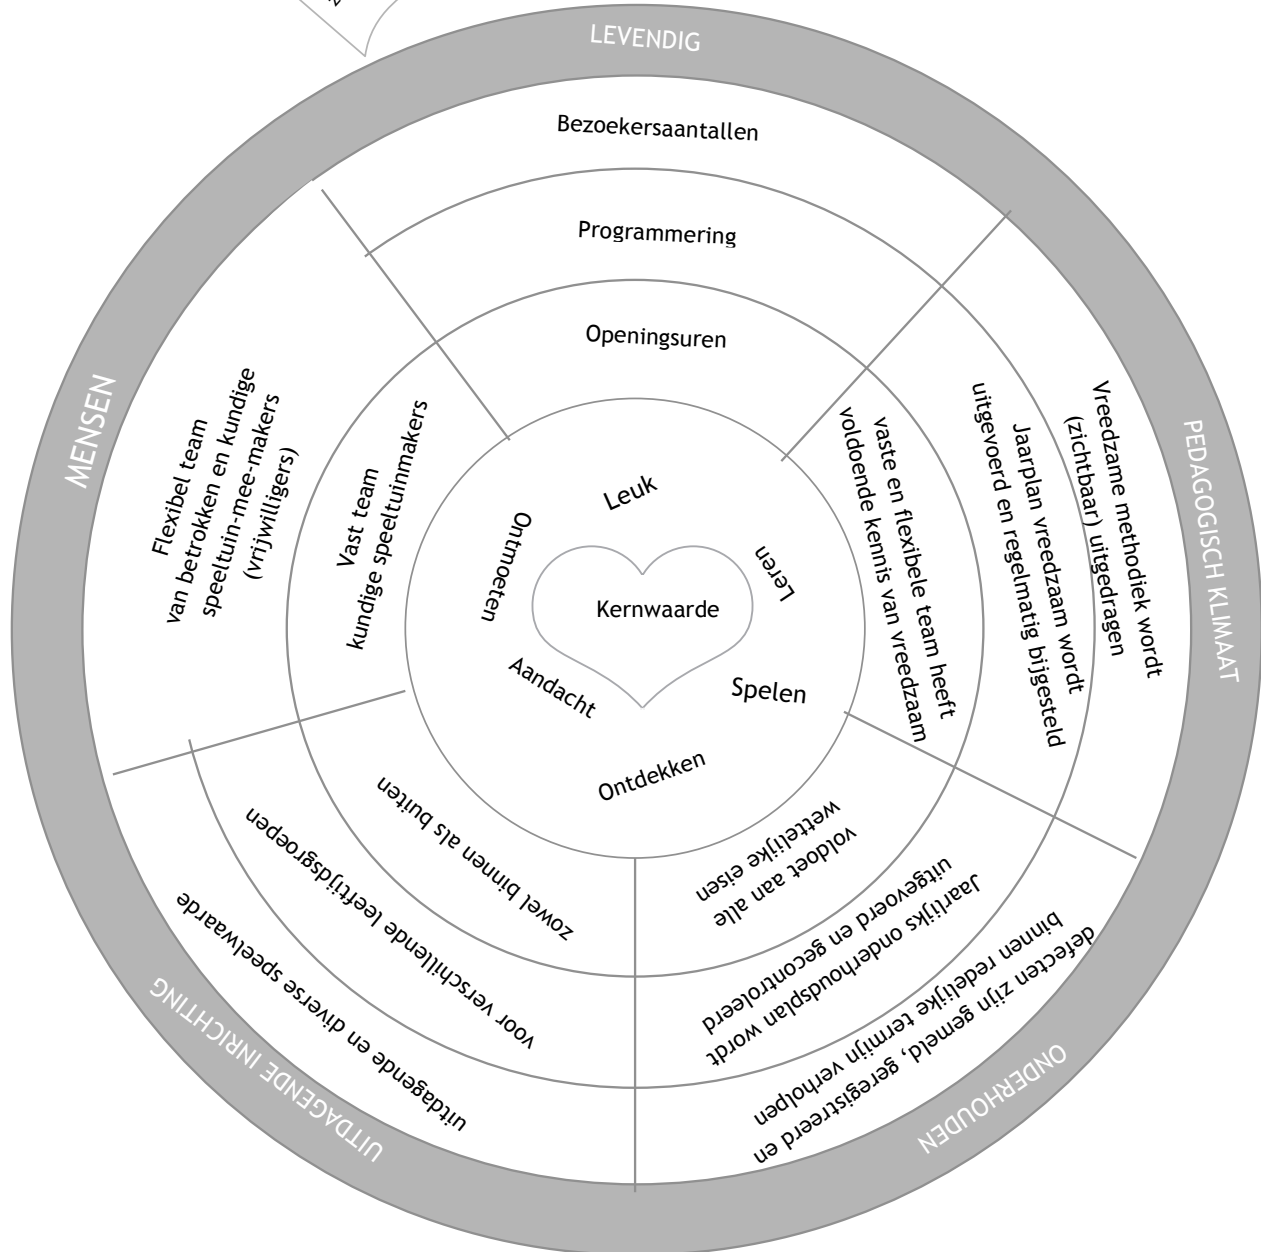 LEVENDIG
Bezoekersaantallen
Programmering
Openingsuren
PEDAGOGISCH KLIMAAT
Vreedzame methodiek wordt
(zichtbaar) uitgedragen
Jaarplan vreedzaam wordt
uitgevoerd en regelmatig bijgesteld
vaste en flexibele team heeft
voldoende kennis van vreedzaam
ONDERHOUDEN
defecten zijn gemeld, geregistreerd en
binnen redelijke termijn verholpen
Jaarlijks onderhoudsplan wordt
uitgevoerd en gecontroleerd
voldoet aan alle
wettelijke eisen
UITDAGENDE INRICHTING
uitdagende en diverse speelwaarde
voor verschillende leeftijdsgroepen
zowel binnen als buiten
MENSEN
Flexibel team
van betrokken en kundige
speeltuin-mee-makers
(vrijwilligers)
Vast team
kundige speeltuinmakers
Leuk
Leren
Spelen
Ontdekken
Aandacht
Ontmoeten
Kernwaarde